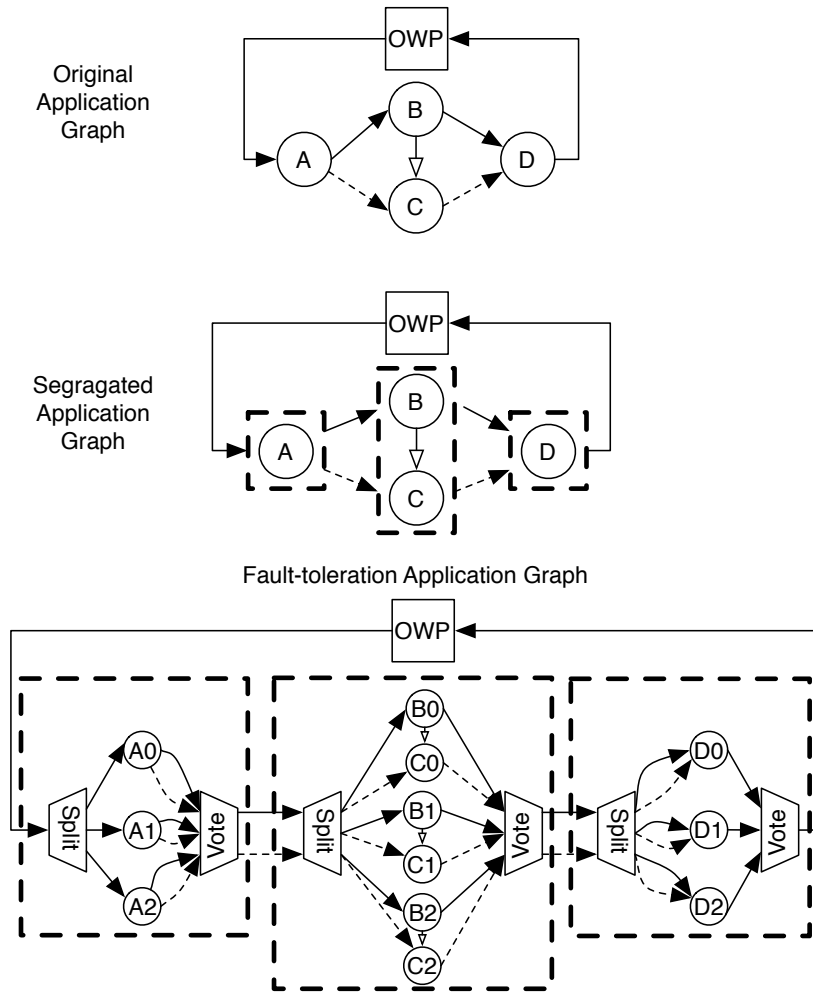 OWP
Original
Application
Graph
B
A
D
C
OWP
Segragated
Application
Graph
B
A
D
C
Fault-toleration Application Graph
OWP
B0
A0
C0
D0
Split
A1
Vote
Split
B1
C1
Vote
Split
D1
Vote
A2
B2
D2
C2